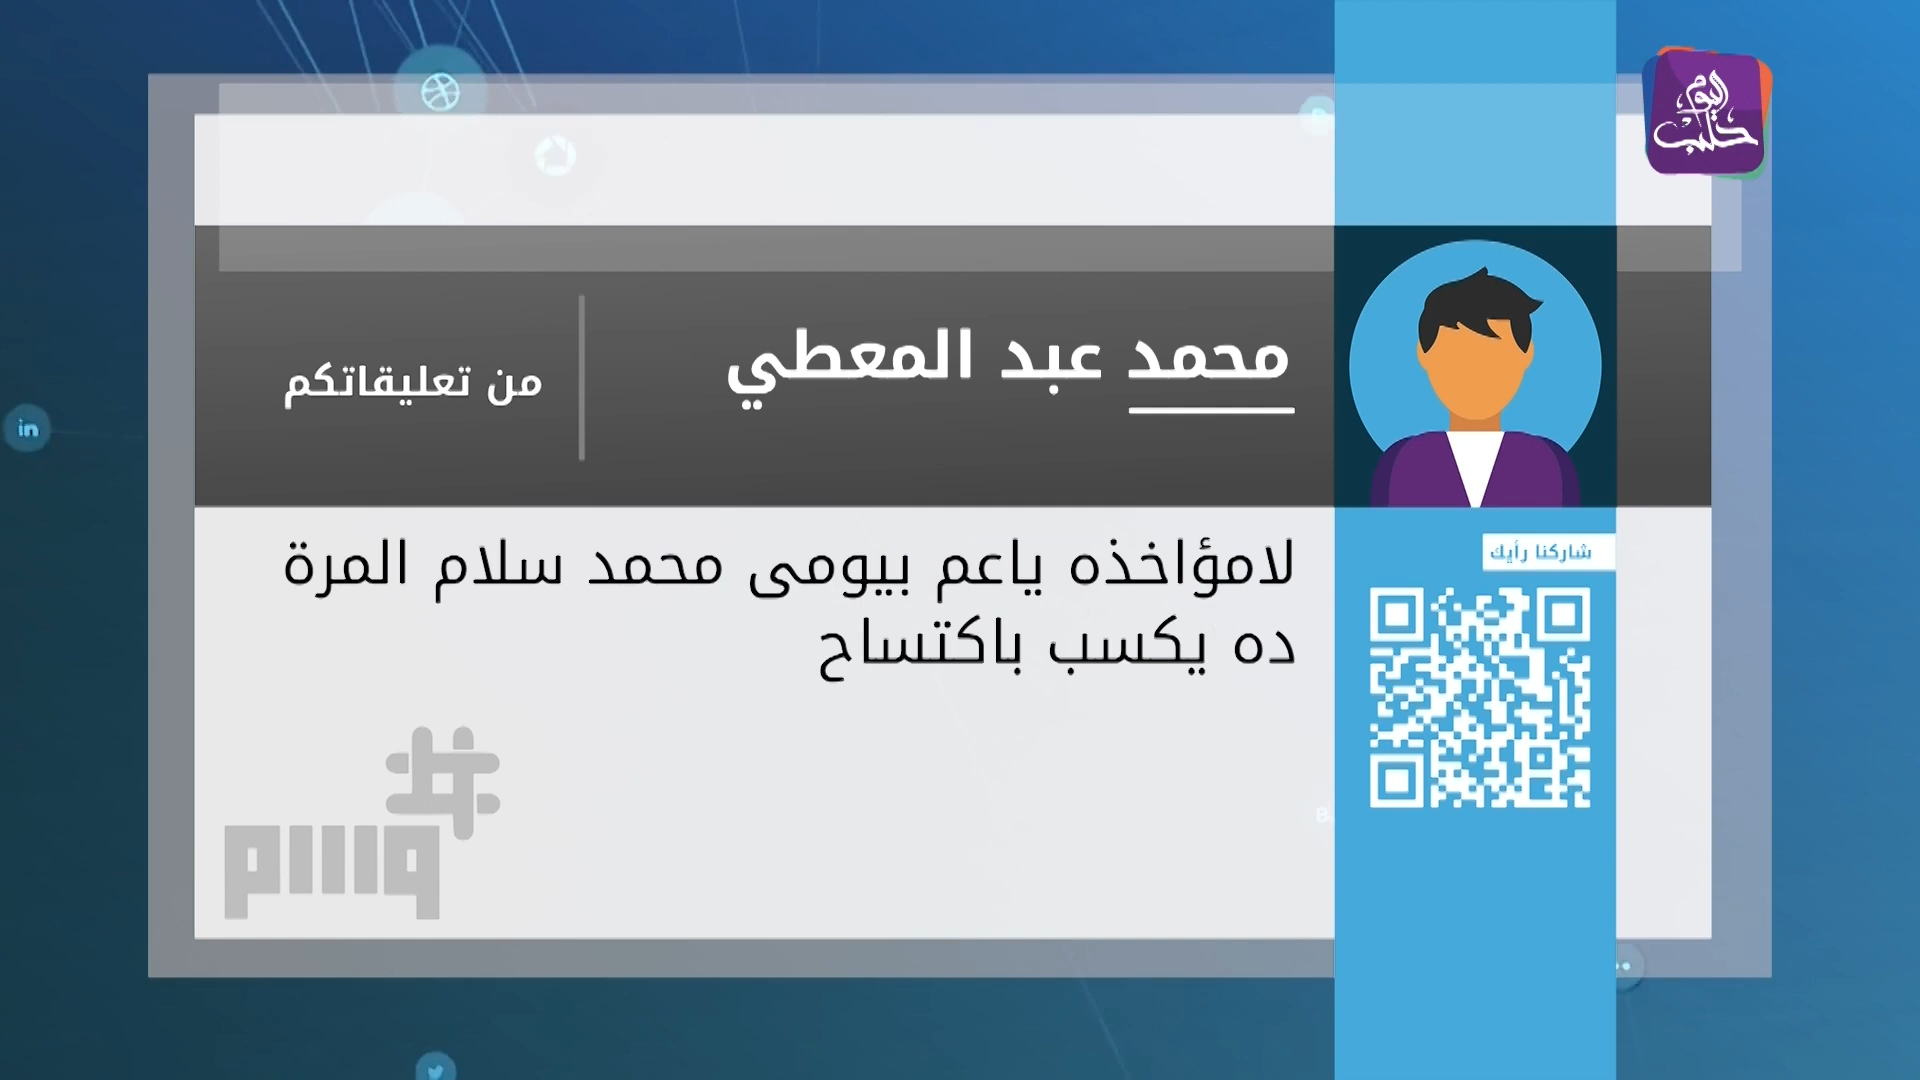 حلب اليوم
محمد عبد المعطي
من تعليقاتكم
شاركنا رأيك
لامؤاخذه ياعم بيومى محمد سلام المرة
ده يكسب باكتساح
#وسم
in